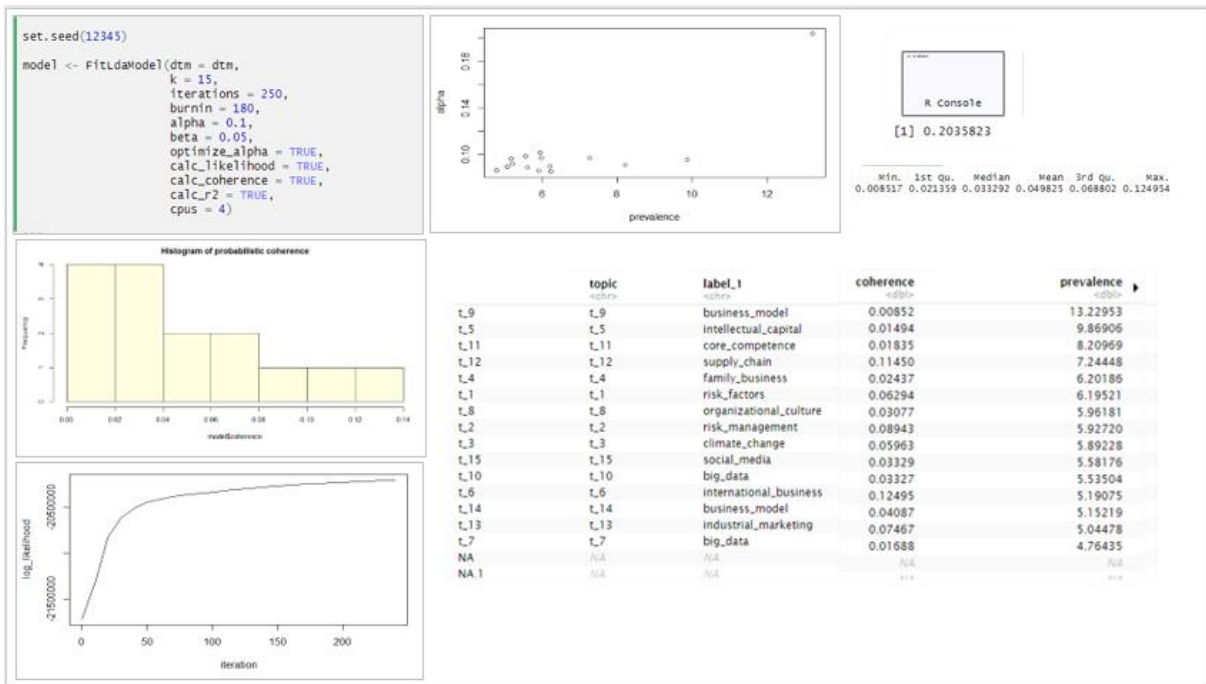 set.seed(12345)
model <- FitLdaModel(dtm = dtm,
k = 15,
iterations = 250,
burnin = 180,
alpha = 0.1,
beta = 0.05,
optimize_alpha = TRUE,
calc_likelihood = TRUE,
calc_coherence = TRUE,
calc_r2 = TRUE,
cpus = 4)
alpha
0.18
0.14
0.10
6 8 10 12
prevalence
R Console
[1] 0.2035823
Min. 1st Qu. Median Mean 3rd Qu. Max.
0.008517 0.021359 0.033292 0.049825 0.068802 0.124954
Histogram of probabilistic coherence
Frequency
4
3
2
1
0
0.00 0.02 0.04 0.06 0.08 0.10 0.12 0.14
model$coherence
log_likelihood
-20500000
-21500000
0 50 100 150 200
iteration
topic label_1 coherence prevalence
<chr> <chr> <dbl> <dbl>
t_9 t_9 business_model 0.00852 13.22953
t_5 t_5 intellectual_capital 0.01494 9.86906
t_11 t_11 core_competence 0.01835 8.20969
t_12 t_12 supply_chain 0.11450 7.24448
t_4 t_4 family_business 0.02437 6.20186
t_1 t_1 risk_factors 0.06294 6.19521
t_8 t_8 organizational_culture 0.03077 5.96181
t_2 t_2 risk_management 0.08943 5.92720
t_3 t_3 climate_change 0.05963 5.89228
t_15 t_15 social_media 0.03329 5.58176
t_10 t_10 big_data 0.03327 5.53504
t_6 t_6 international_business 0.12495 5.19075
t_14 t_14 business_model 0.04087 5.15219
t_13 t_13 industrial_marketing 0.07467 5.04478
t_7 t_7 big_data 0.01688 4.76435
NA NA NA NA NA
NA.1 NA NA NA NA